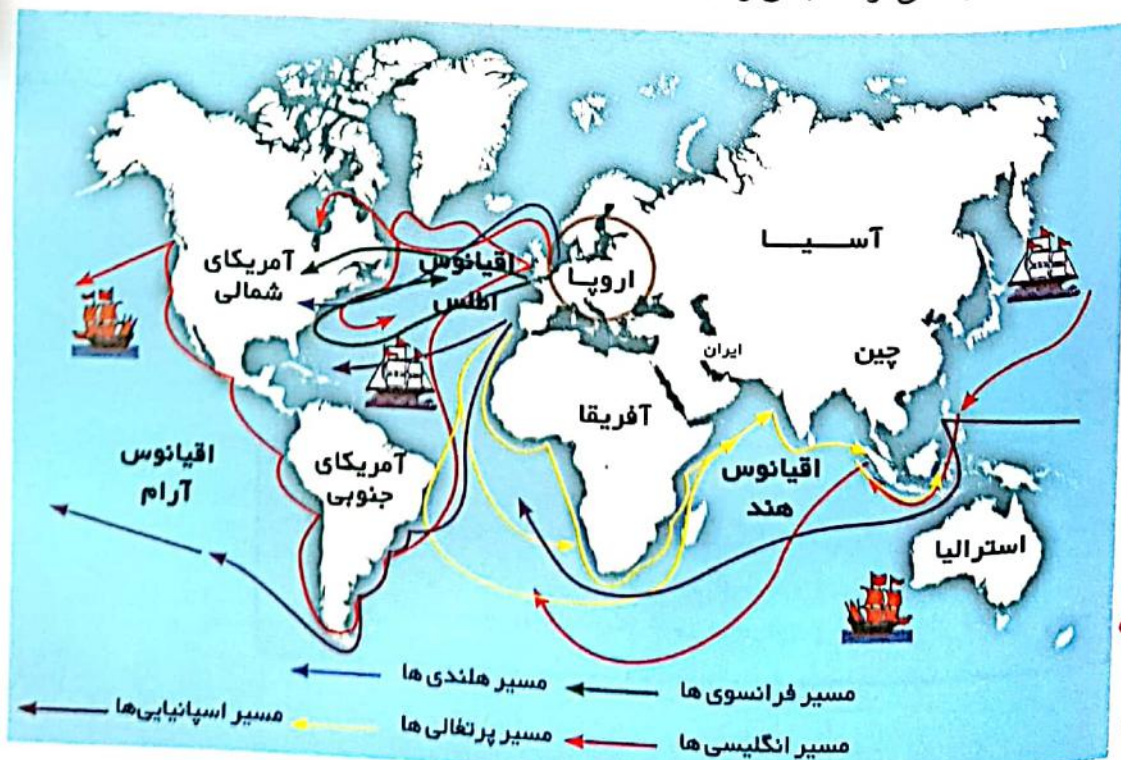 آسیا
اقیانوس
اطلس
اروپا
آمریکای
شمالی
ایران
چین
آفریقا
اقیانوس
آرام
آمریکای
جنوبی
اقیانوس
هند
استرالیا
مسیر فرانسوی ها
مسیر هلندی ها
مسیر انگلیسی ها
مسیر پرتغالی ها
مسیر اسپانیایی‌ها